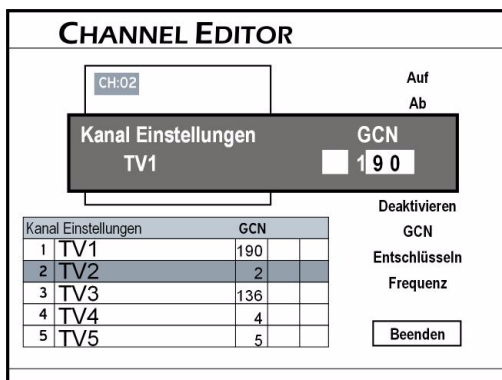 CHANNEL EDITOR
CH:02
Auf
Ab
Kanal Einstellungen GCN
TV1 190
Deaktivieren
GCN
Entschlüsseln
Frequenz
Beenden
Kanal Einstellungen GCN
1 TV1 190
2 TV2 2
3 TV3 136
4 TV4 4
5 TV5 5